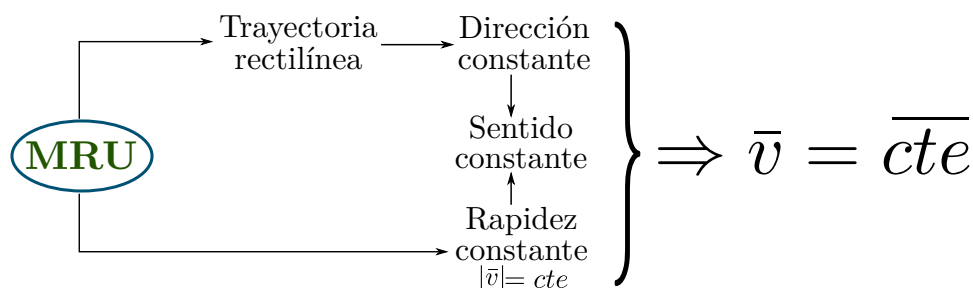 Trayectoria
rectilínea
Dirección
constante
MRU
Sentido
constante
Rapidez
constante
|v̄|= cte
⇒ v̄ = c̅t̅e̅